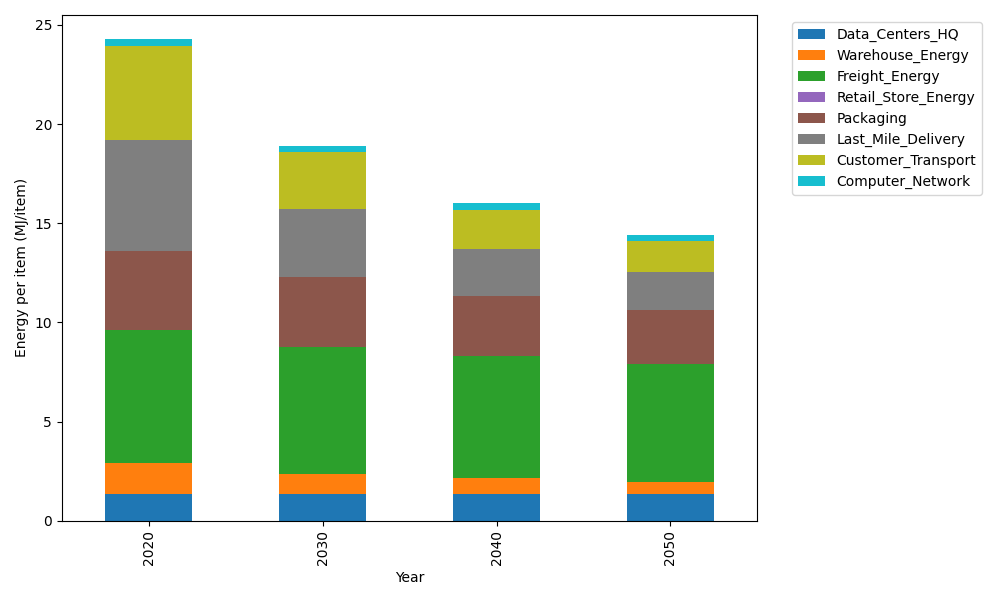 Energy per item (MJ/item)
25
20
15
10
5
0
2020
2030
2040
2050
Year
Data_Centers_HQ
Warehouse_Energy
Freight_Energy
Retail_Store_Energy
Packaging
Last_Mile_Delivery
Customer_Transport
Computer_Network